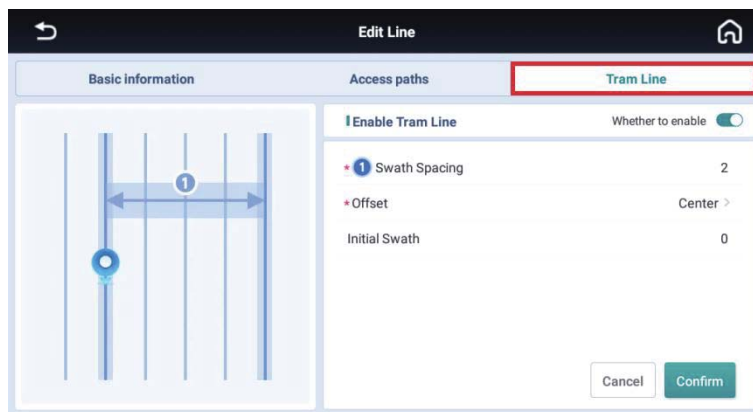 Edit Line
Basic information
Access paths
Tram Line
Enable Tram Line
Whether to enable
* 1 Swath Spacing 2
* Offset Center >
Initial Swath 0
1
Cancel
Confirm